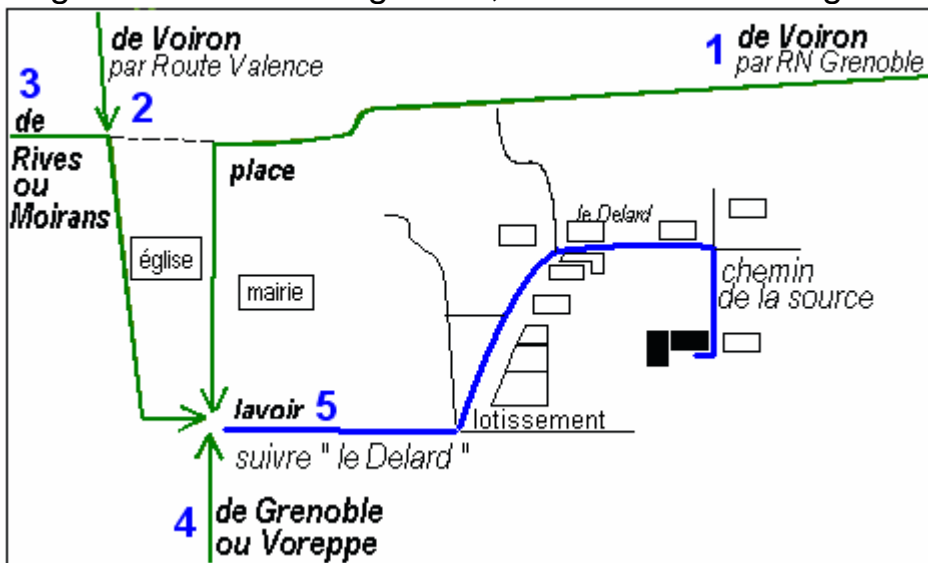 de Voiron
par Route Valence
1 de Voiron
par RN Grenoble
3
2
de
Rives
ou
Moirans
place
le Delard
église
mairie
chemin
de la source
lavoir 5
lotissement
suivre " le Delard "
4 de Grenoble
ou Voreppe